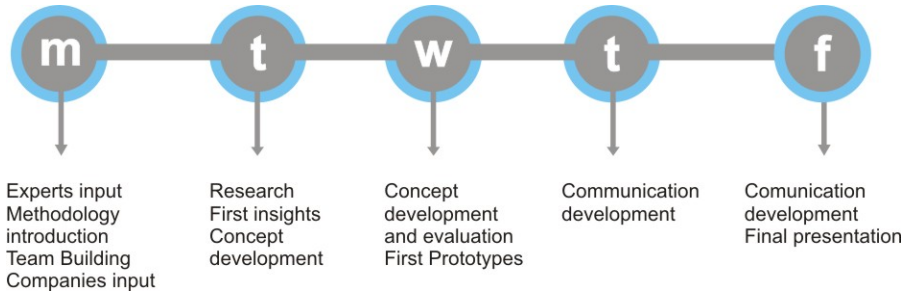 m
t
w
t
f
Experts input
Methodology
introduction
Team Building
Companies input
Research
First insights
Concept
development
Concept
development
and evaluation
First Prototypes
Communication
development
Comunication
development
Final presentation